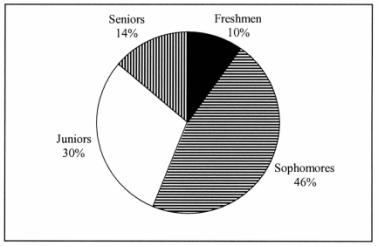 Seniors
14%
Freshmen
10%
Juniors
30%
Sophomores
46%